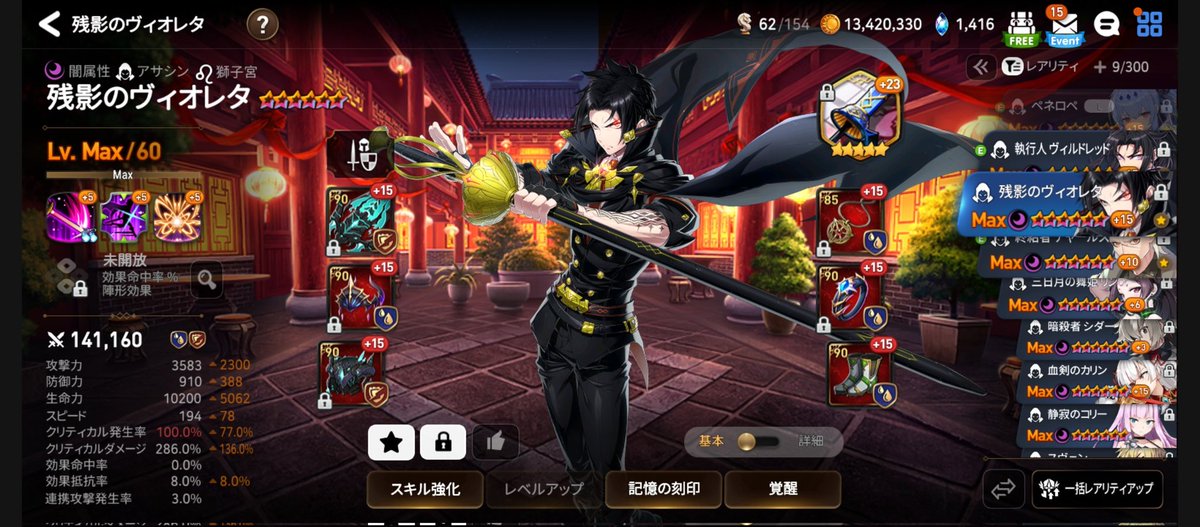 残影のヴィオレタ
?
62/154
13,420,330
1,416
FREE
15
Event
闇属性 アサシン 獅子宮
残影のヴィオレタ
レアリティ
9/300
Lv. Max/60
Max
+5
+5
+5
未開放
効果命中率 %
陣形効果
141,160
攻撃力 3583 2300
防御力 910 388
生命力 10200 5062
スピード 194 78
クリティカル発生率 100.0% 77.0%
クリティカルダメージ 286.0% 136.0%
効果命中率 0.0%
効果抵抗率 8.0% 8.0%
連携攻撃発生率 3.0%
90 +15
90 +15
90 +15
+23
85 +15
90 +15
90 +15
基本 詳細
スキル強化
レベルアップ
記憶の刻印
覚醒
ペネロペ
執行人 ヴィルドレッド
残影のヴィオレタ
Max +15
終結者 チャールズ
Max +10
三日月の舞姫 リン
Max +6
暗殺者 シダー
Max +3
血剣のカリン
Max +15
静寂のコリー
Max
一括レアリティアップ